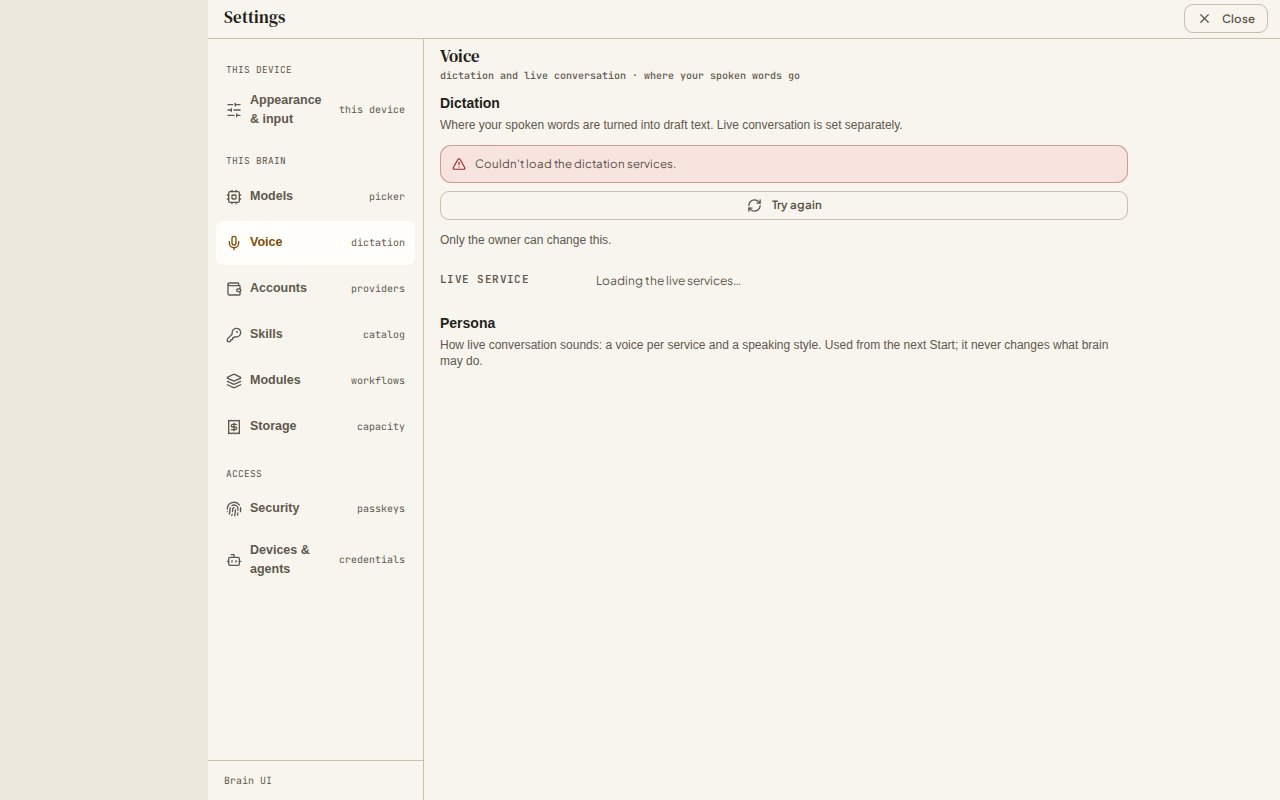 Settings
Close
THIS DEVICE
Appearance & input
this device
THIS BRAIN
Models
picker
Voice
dictation
Accounts
providers
Skills
catalog
Modules
workflows
Storage
capacity
ACCESS
Security
passkeys
Devices & agents
credentials
Brain UI
Voice
dictation and live conversation · where your spoken words go
Dictation
Where your spoken words are turned into draft text. Live conversation is set separately.
Couldn't load the dictation services.
Try again
Only the owner can change this.
LIVE SERVICE
Loading the live services…
Persona
How live conversation sounds: a voice per service and a speaking style. Used from the next Start; it never changes what brain
may do.